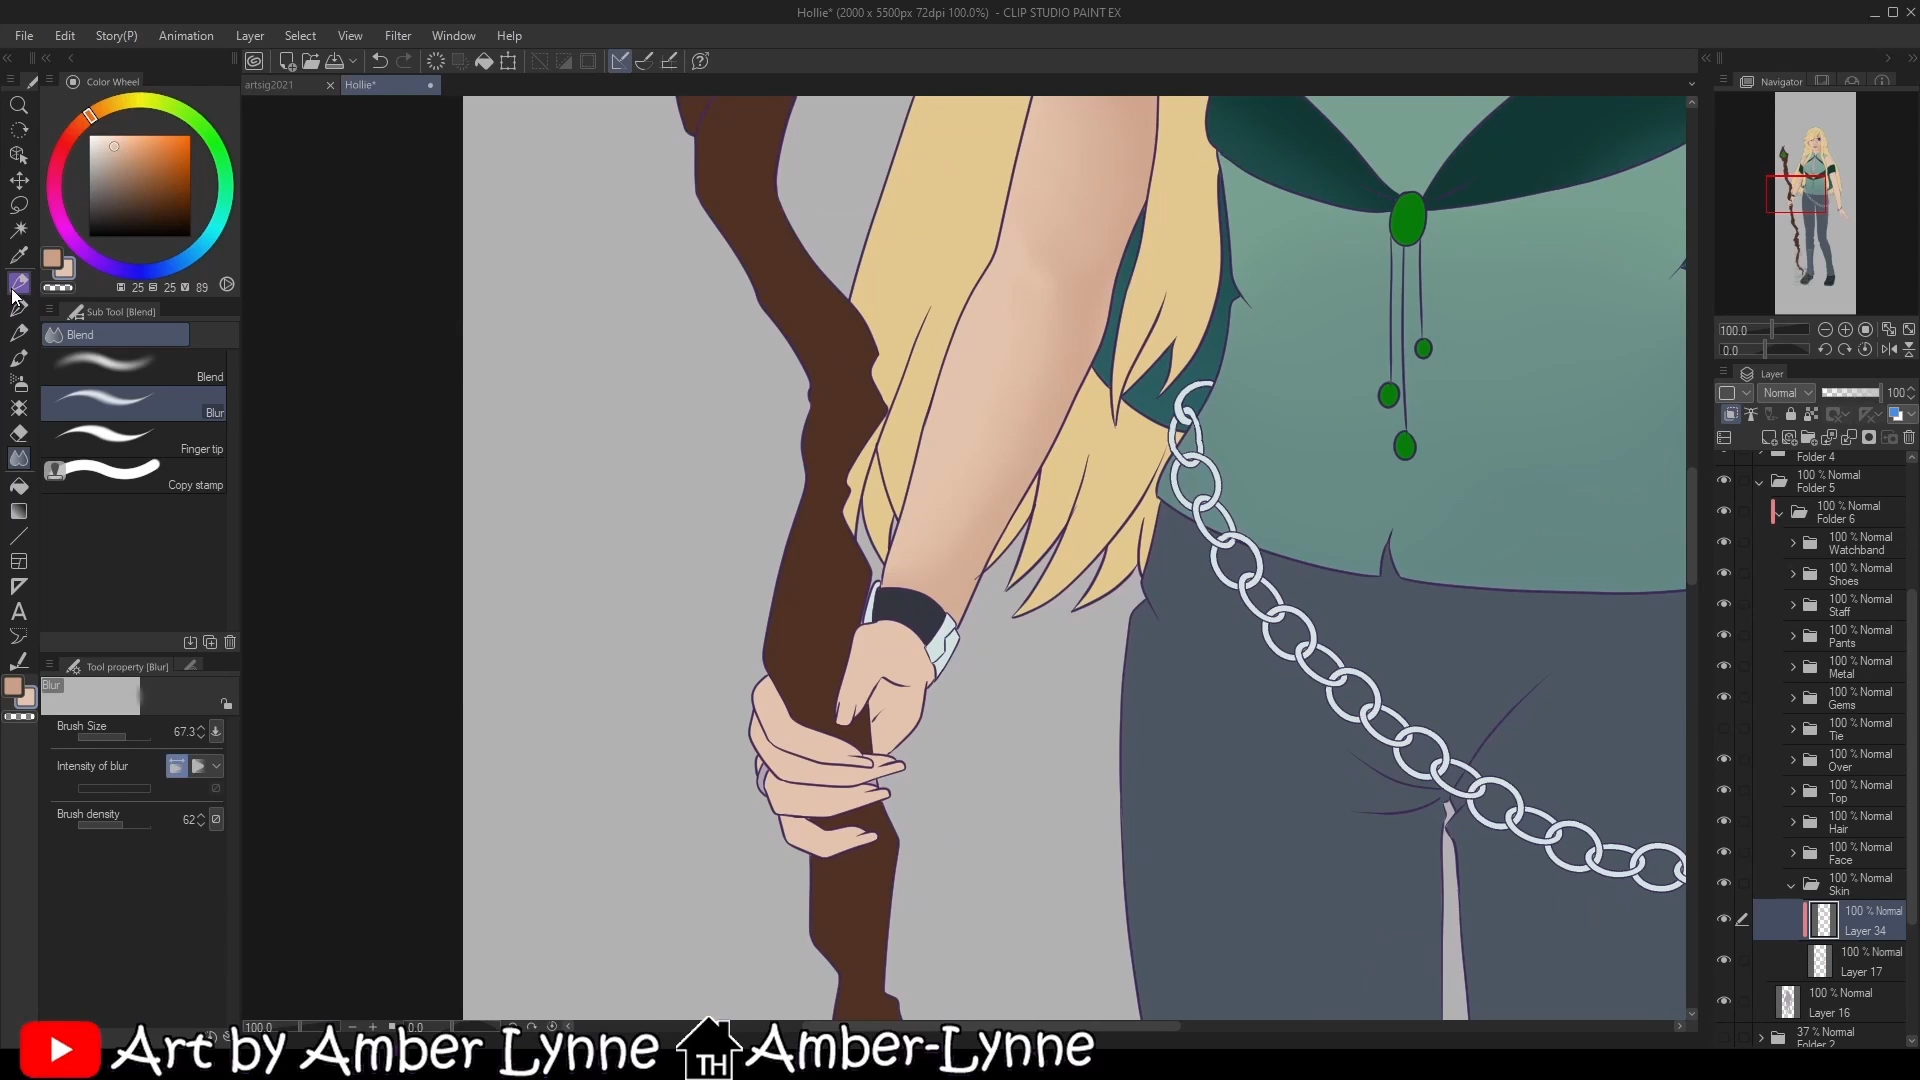 Hollie* (2000 x 5500px 72dpi 100.0%) - CLIP STUDIO PAINT EX
File Edit Story(P) Animation Layer Select View Filter Window Help
Color Wheel
artsig2021
Hollie*
Navigator
H 25 S 25 V 89
Sub Tool [Blend]
Blend
Blend
Blur
Finger tip
Copy stamp
Tool property [Blur]
Blur
Brush Size 67.3
Intensity of blur
Brush density 62
100.0
0.0
Layer
Normal 100
Folder 4
100 % Normal
Folder 5
100 % Normal
Folder 6
100 % Normal
Watchband
100 % Normal
Shoes
100 % Normal
Staff
100 % Normal
Pants
100 % Normal
Metal
100 % Normal
Gems
100 % Normal
Tie
100 % Normal
Over
100 % Normal
Top
100 % Normal
Hair
100 % Normal
Face
100 % Normal
Skin
100 % Normal
Layer 34
100 % Normal
Layer 17
100 % Normal
Layer 16
37 % Normal
Folder 2
100.0 0.0
Art by Amber Lynne TH Amber-Lynne